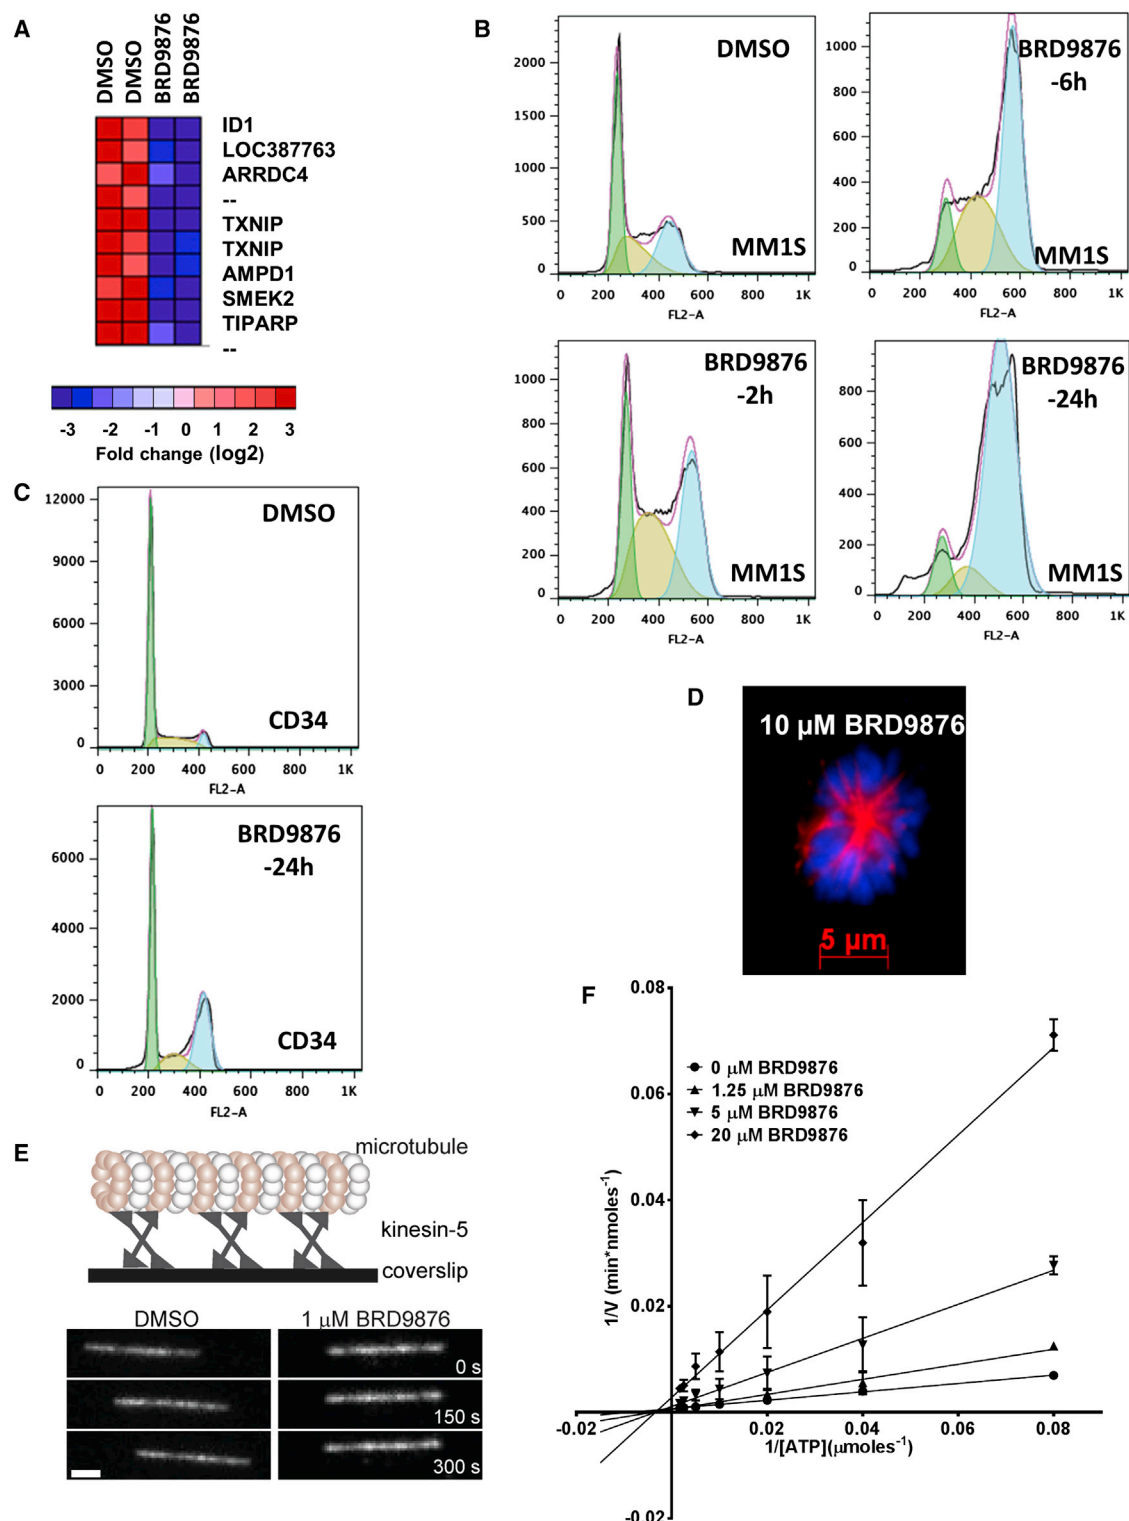 A
DMSO
DMSO
BRD9876
BRD9876
ID1
LOC387763
ARRDC4
--
TXNIP
TXNIP
AMPD1
SMEK2
TIPARP
--
-3 -2 -1 0 1 2 3
Fold change (log2)
B
DMSO
MM1S
2000
1500
1000
500
0
0 200 400 600 800 1K
FL2-A
BRD9876
-6h
MM1S
1000
800
600
400
200
0
0 200 400 600 800 1K
FL2-A
BRD9876
-2h
MM1S
1000
800
600
400
200
0
0 200 400 600 800 1K
FL2-A
BRD9876
-24h
MM1S
800
600
400
200
0
0 200 400 600 800 1K
FL2-A
C
DMSO
CD34
12000
9000
6000
3000
0
0 200 400 600 800 1K
FL2-A
BRD9876
-24h
CD34
6000
4000
2000
0
0 200 400 600 800 1K
FL2-A
D
10 μM BRD9876
5 μm
E
microtubule
kinesin-5
coverslip
DMSO
1 μM BRD9876
0 s
150 s
300 s
F
0 μM BRD9876
1.25 μM BRD9876
5 μM BRD9876
20 μM BRD9876
0.08
0.06
0.04
0.02
-0.02
1/V (min*nmoles-1)
-0.02 0.02 0.04 0.06 0.08
1/[ATP](μmoles-1)